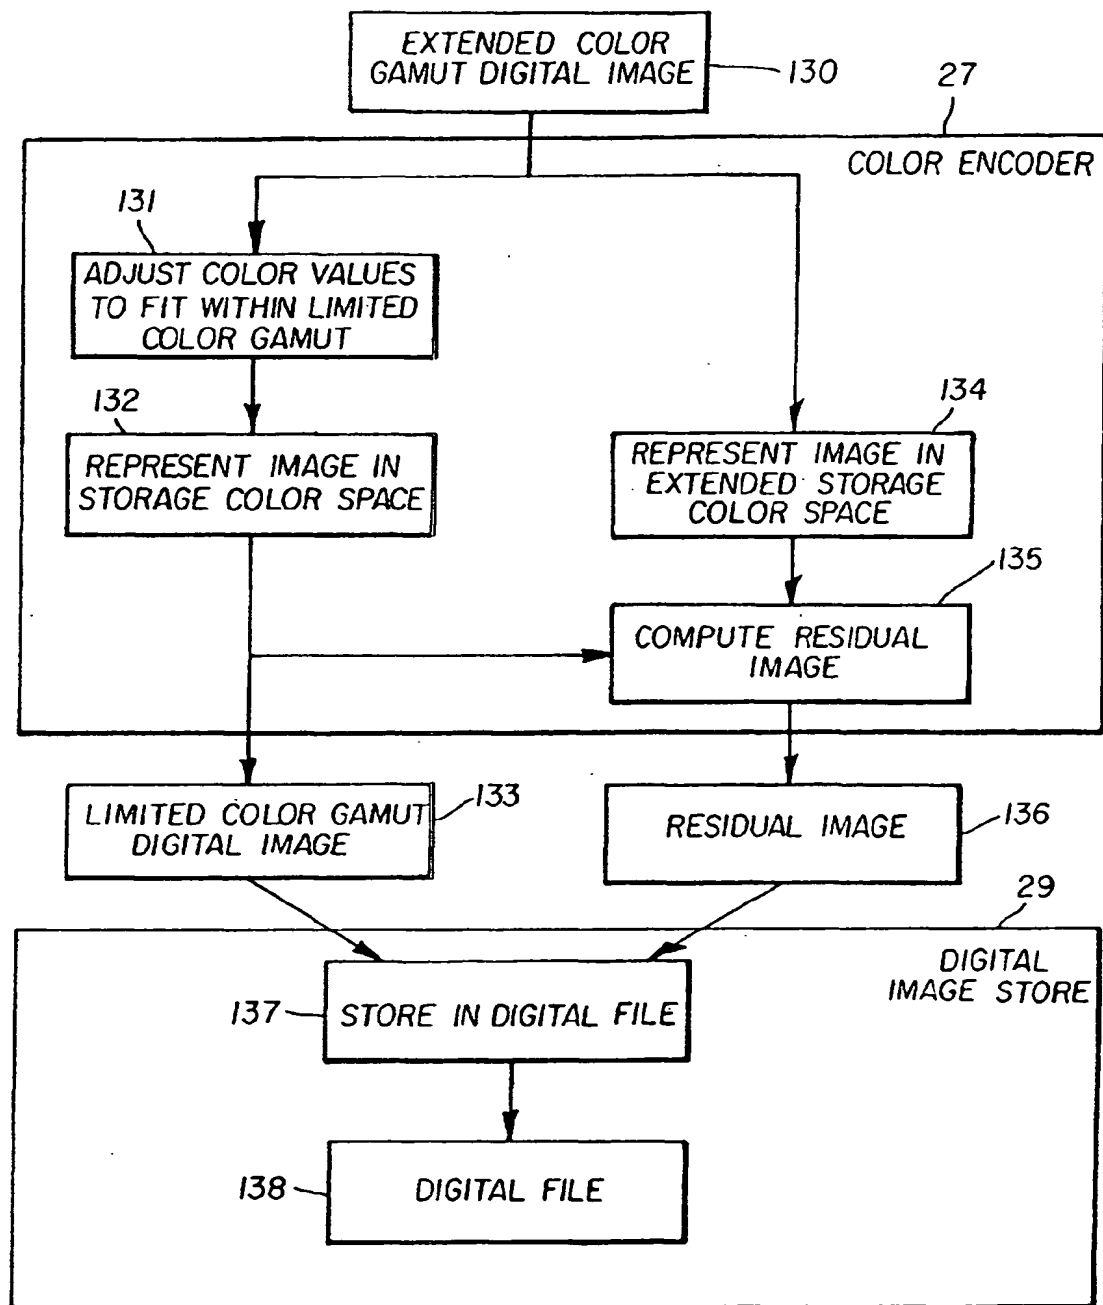 EXTENDED COLOR
GAMUT DIGITAL IMAGE
130
27
COLOR ENCODER
131
ADJUST COLOR VALUES
TO FIT WITHIN LIMITED
COLOR GAMUT
132
REPRESENT IMAGE IN
STORAGE COLOR SPACE
134
REPRESENT IMAGE IN
EXTENDED STORAGE
COLOR SPACE
135
COMPUTE RESIDUAL
IMAGE
LIMITED COLOR GAMUT
DIGITAL IMAGE
133
RESIDUAL IMAGE
136
29
DIGITAL
IMAGE STORE
137
STORE IN DIGITAL FILE
138
DIGITAL FILE